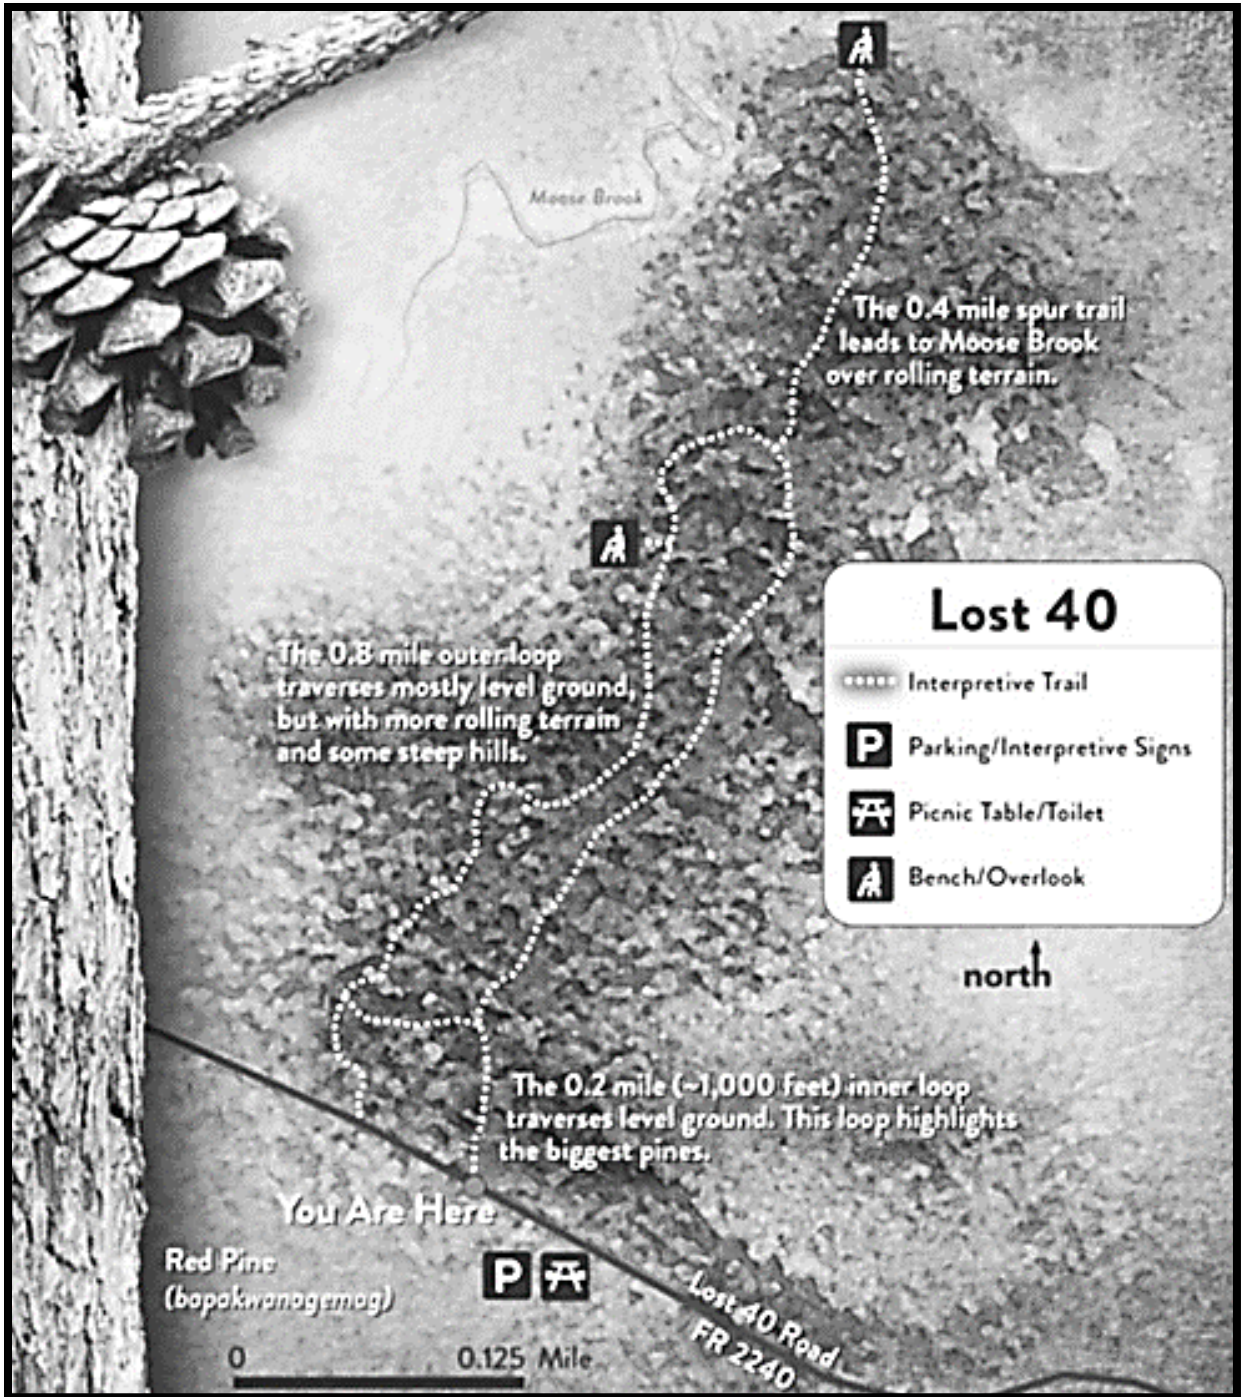 Moose Brook
The 0.4 mile spur trail
leads to Moose Brook
over rolling terrain.
The 0.8 mile outer loop
traverses mostly level ground,
but with more rolling terrain
and some steep hills.
Lost 40
Interpretive Trail
P Parking/Interpretive Signs
Picnic Table/Toilet
Bench/Overlook
north
The 0.2 mile (~1,000 feet) inner loop
traverses level ground. This loop highlights
the biggest pines.
You Are Here
Red Pine
(bapakwanagemag)
P
Lost 40 Road
FR 2240
0 0.125 Mile